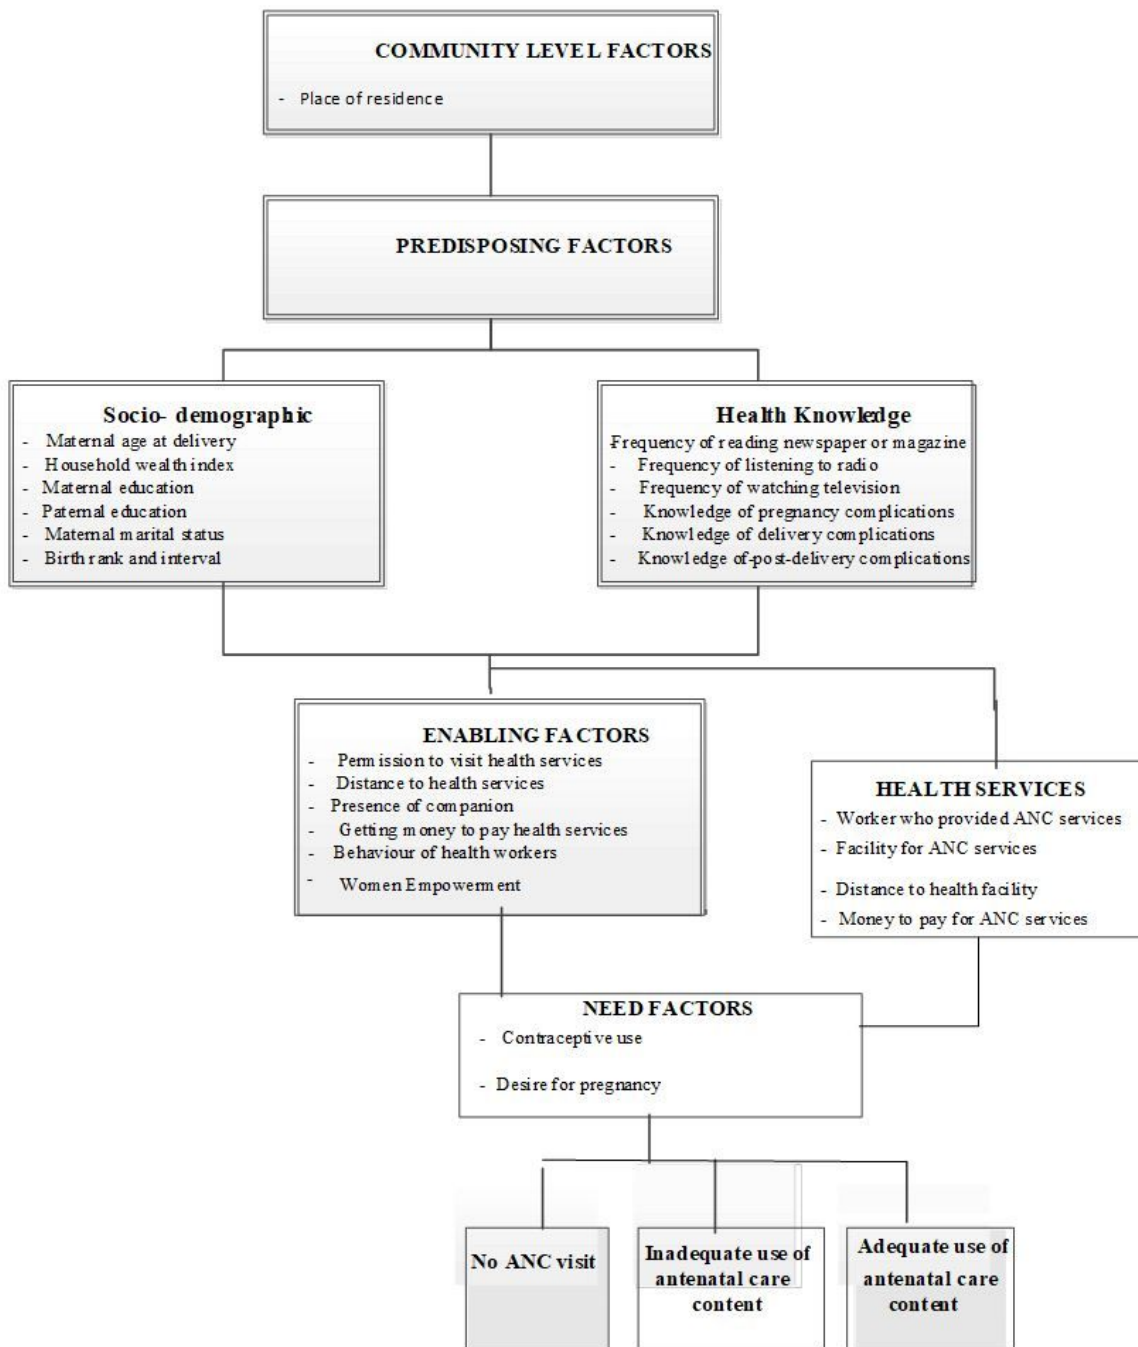 COMMUNITY LEVEL FACTORS
- Place of residence
PREDISPOSING FACTORS
Socio- demographic
- Maternal age at delivery
- Household wealth index
- Maternal education
- Paternal education
- Maternal marital status
- Birth rank and interval
Health Knowledge
-Frequency of reading newspaper or magazine
- Frequency of listening to radio
- Frequency of watching television
- Knowledge of pregnancy complications
- Knowledge of delivery complications
- Knowledge of-post-delivery complications
ENABLING FACTORS
- Permission to visit health services
- Distance to health services
- Presence of companion
- Getting money to pay health services
- Behaviour of health workers
- Women Empowerment
HEALTH SERVICES
- Worker who provided ANC services
- Facility for ANC services
- Distance to health facility
- Money to pay for ANC services
NEED FACTORS
- Contraceptive use
- Desire for pregnancy
No ANC visit
Inadequate use of
antenatal care
content
Adequate use of
antenatal care
content